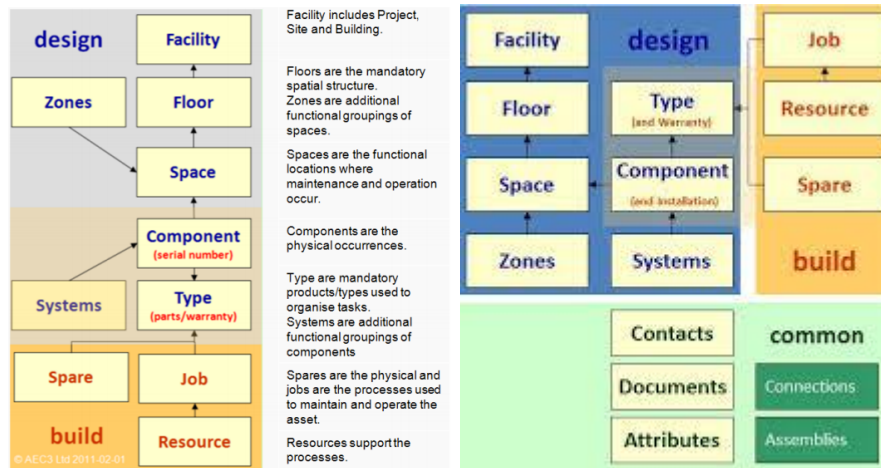 design
Facility
Zones
Floor
Space
Component
(serial number)
Systems
Type
(parts/warranty)
Spare
Job
build
Resource
© AEC3 Ltd 2011-02-01
Facility includes Project,
Site and Building.
Floors are the mandatory
spatial structure.
Zones are additional
functional groupings of
spaces.
Spaces are the functional
locations where
maintenance and operation
occur.
Components are the
physical occurrences.
Type are mandatory
products/types used to
organise tasks.
Systems are additional
functional groupings of
components
Spares are the physical and
jobs are the processes used
to maintain and operate the
asset.
Resources support the
processes.
Facility
design
Job
Floor
Type
(and Warranty)
Resource
Space
Component
(and Installation)
Spare
Zones
Systems
build
Contacts
common
Documents
Connections
Attributes
Assemblies